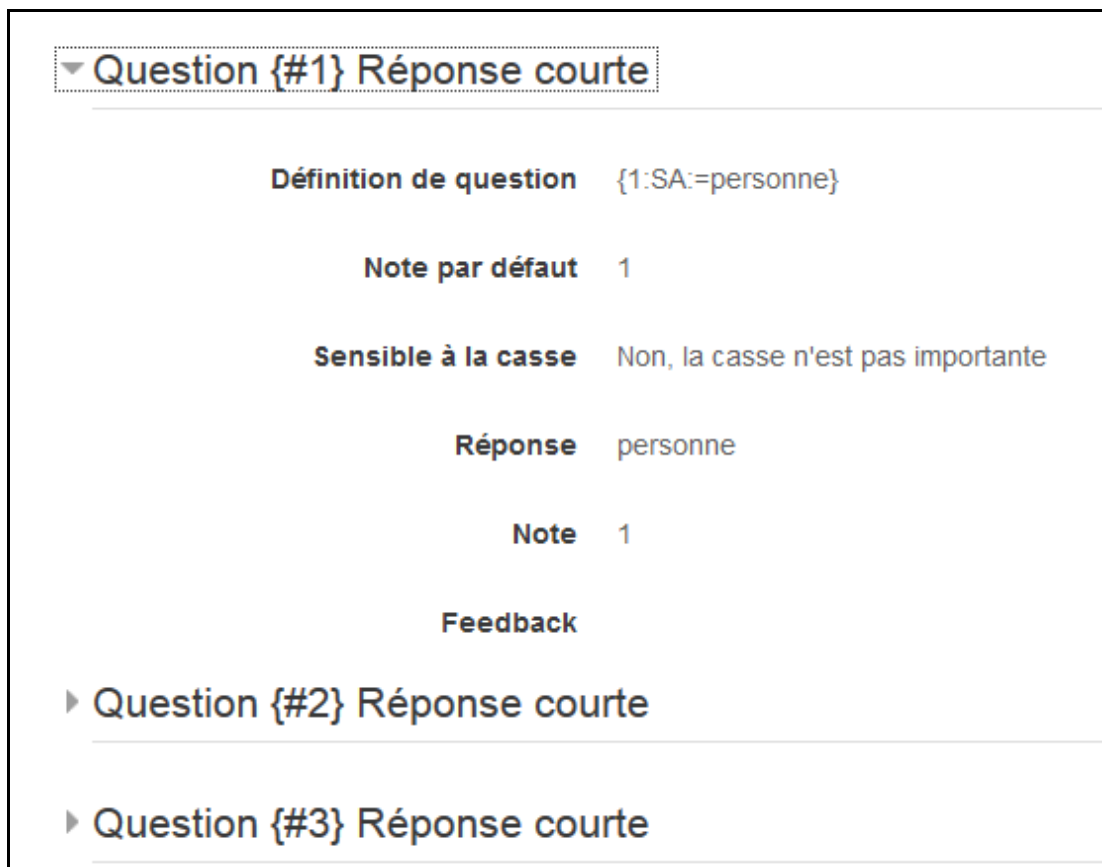 Question {#1} Réponse courte
Définition de question {1:SA:=personne}
Note par défaut 1
Sensible à la casse Non, la casse n'est pas importante
Réponse personne
Note 1
Feedback
Question {#2} Réponse courte
Question {#3} Réponse courte